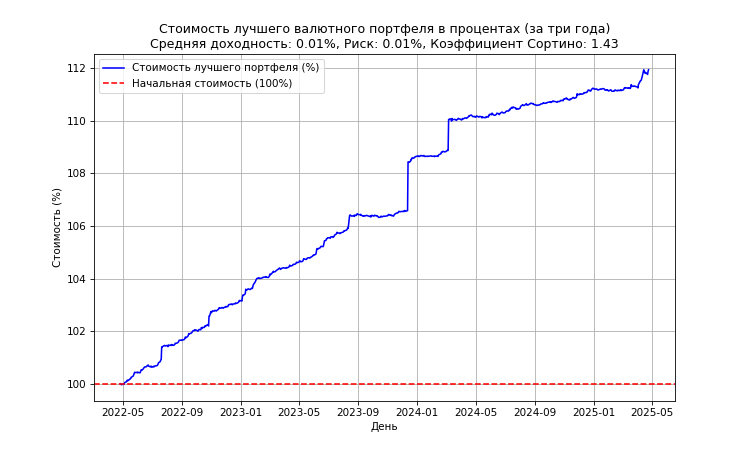 Стоимость лучшего валютного портфеля в процентах (за три года)
Средняя доходность: 0.01%, Риск: 0.01%, Коэффициент Сортино: 1.43
Стоимость лучшего портфеля (%)
Начальная стоимость (100%)
Стоимость (%)
112
110
108
106
104
102
100
2022-05
2022-09
2023-01
2023-05
2023-09
2024-01
2024-05
2024-09
2025-01
2025-05
День